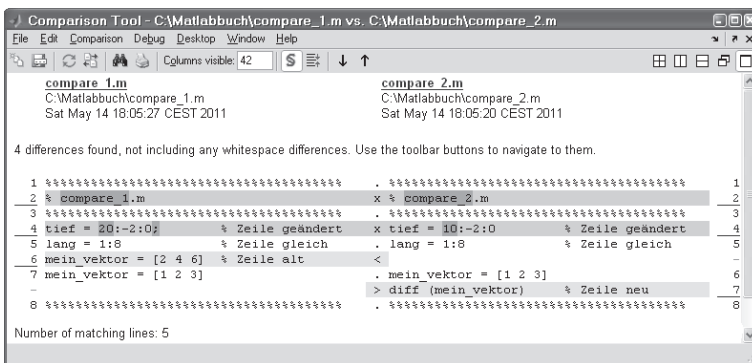 Comparison Tool - C:\Matlabbuch\compare_1.m vs. C:\Matlabbuch\compare_2.m
File Edit Comparison Debug Desktop Window Help
Columns visible: 42
compare_1.m compare_2.m
C:\Matlabbuch\compare_1.m C:\Matlabbuch\compare_2.m
Sat May 14 18:05:27 CEST 2011 Sat May 14 18:05:20 CEST 2011
4 differences found, not including any whitespace differences. Use the toolbar buttons to navigate to them.
1 %%%%%%%%%%%%%%%%%%%%%%%%%%%%%%%%%%%%% . %%%%%%%%%%%%%%%%%%%%%%%%%%%%%%%%%%%%% 1
2 % compare_1.m x % compare_2.m 2
3 %%%%%%%%%%%%%%%%%%%%%%%%%%%%%%%%%%%%% . %%%%%%%%%%%%%%%%%%%%%%%%%%%%%%%%%%%%% 3
4 tief = 20:-2:0; % Zeile geändert x tief = 10:-2:0 % Zeile geändert 4
5 lang = 1:8 % Zeile gleich . lang = 1:8 % Zeile gleich 5
6 mein_vektor = [2 4 6] % Zeile alt < -
7 mein_vektor = [1 2 3] . mein_vektor = [1 2 3] 6
- > diff (mein_vektor) % Zeile neu 7
8 %%%%%%%%%%%%%%%%%%%%%%%%%%%%%%%%%%%%% . %%%%%%%%%%%%%%%%%%%%%%%%%%%%%%%%%%%%% 8
Number of matching lines: 5